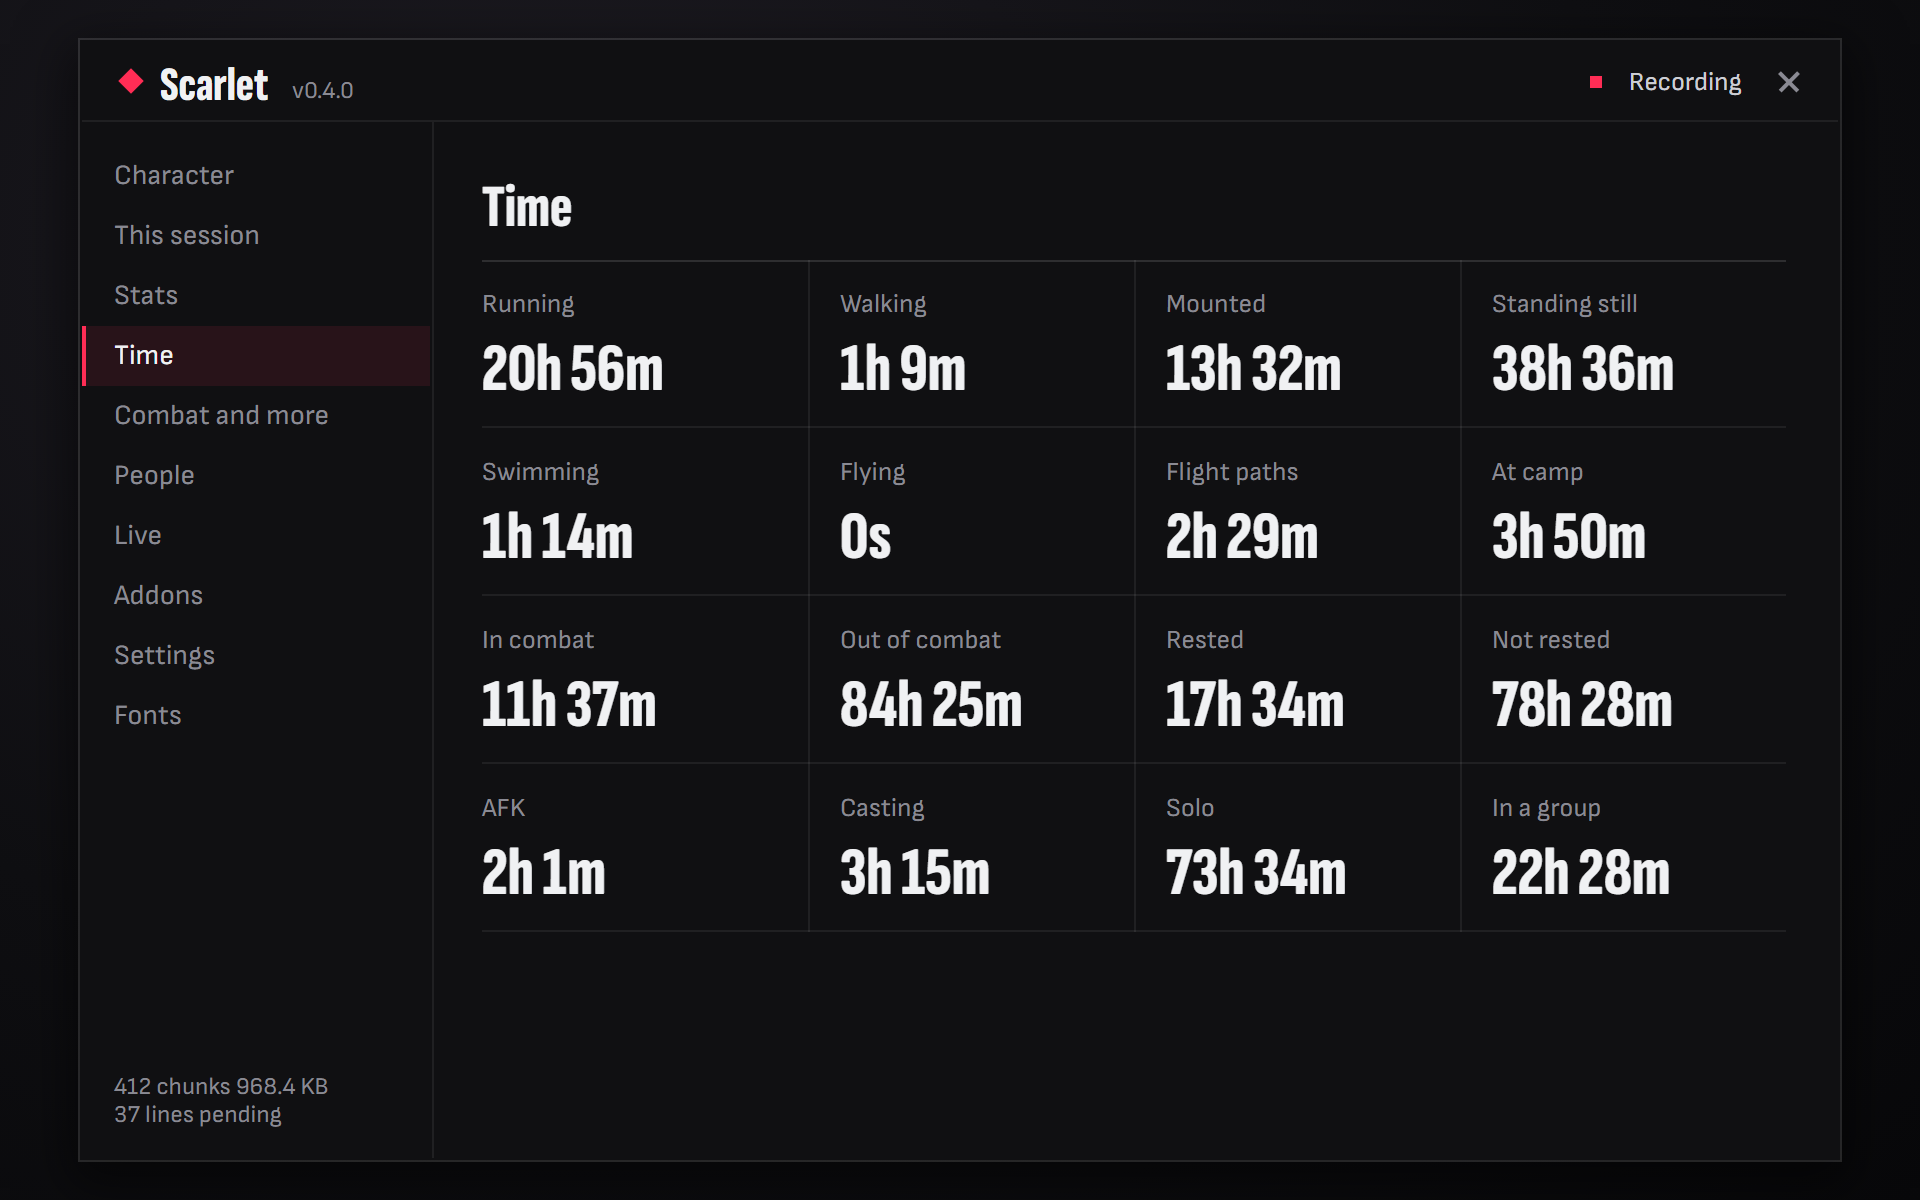 Scarlet v0.4.0
Recording
Character
This session
Stats
Time
Combat and more
People
Live
Addons
Settings
Fonts
412 chunks 968.4 KB
37 lines pending
Time
Running
Walking
Mounted
Standing still
20h 56m
1h 9m
13h 32m
38h 36m
Swimming
Flying
Flight paths
At camp
1h 14m
0s
2h 29m
3h 50m
In combat
Out of combat
Rested
Not rested
11h 37m
84h 25m
17h 34m
78h 28m
AFK
Casting
Solo
In a group
2h 1m
3h 15m
73h 34m
22h 28m